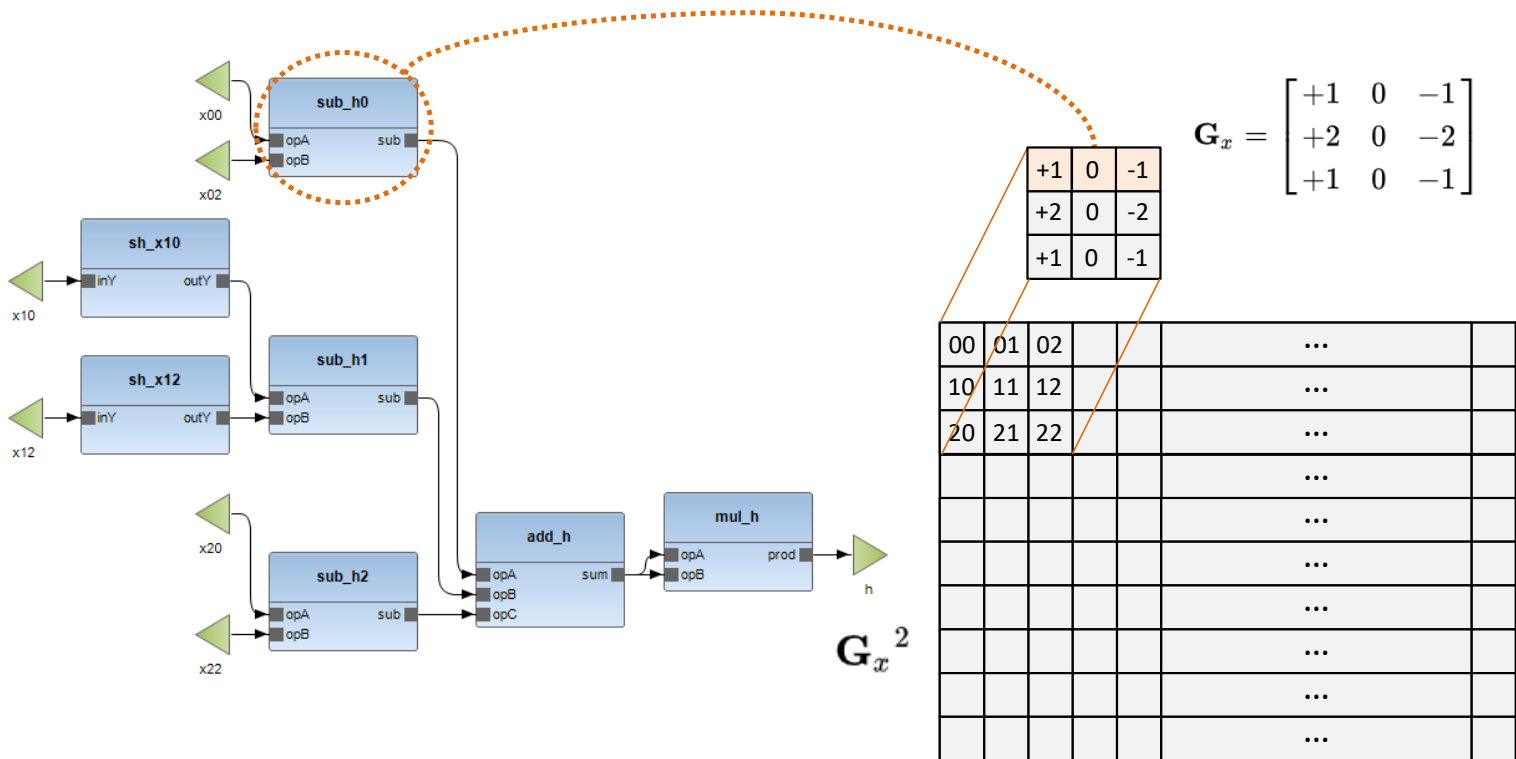 x00
x02
sub_h0
opA sub
opB
sh_x10
inY outY
x10
sh_x12
inY outY
x12
sub_h1
opA sub
opB
x20
x22
sub_h2
opA sub
opB
add_h
opA sum
opB
opC
mul_h
opA prod
opB
h
Gx²
+1 0 -1
+2 0 -2
+1 0 -1
Gx = [+1 0 −1
+2 0 −2
+1 0 −1]
00 01 02 ...
10 11 12 ...
20 21 22 ...
...
...
...
...
...
...
...